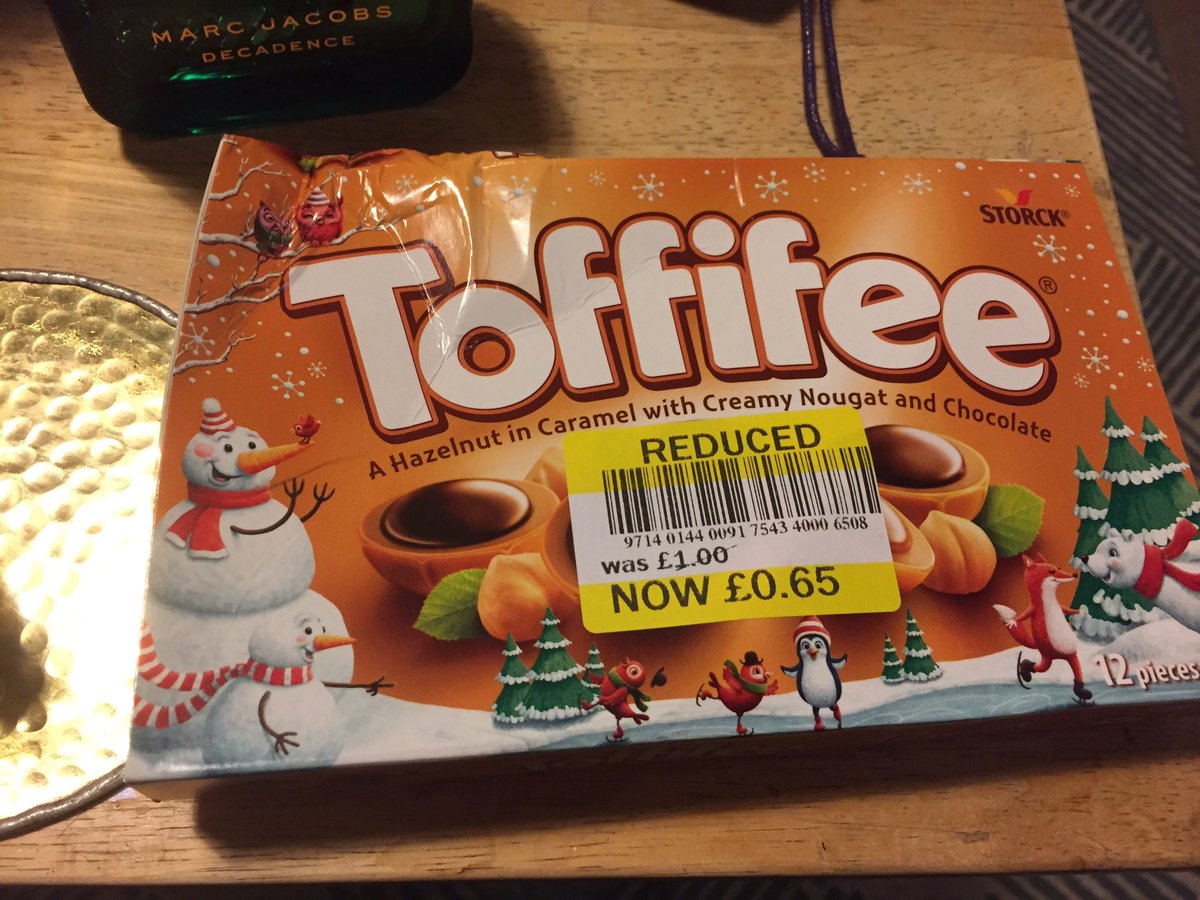 MARC JACOBS
DECADENCE
STORCK®
Toffifee®
A Hazelnut in Caramel with Creamy Nougat and Chocolate
REDUCED
9714 0144 0091 7543 4000 6508
was £1.00
NOW £0.65
12 pieces